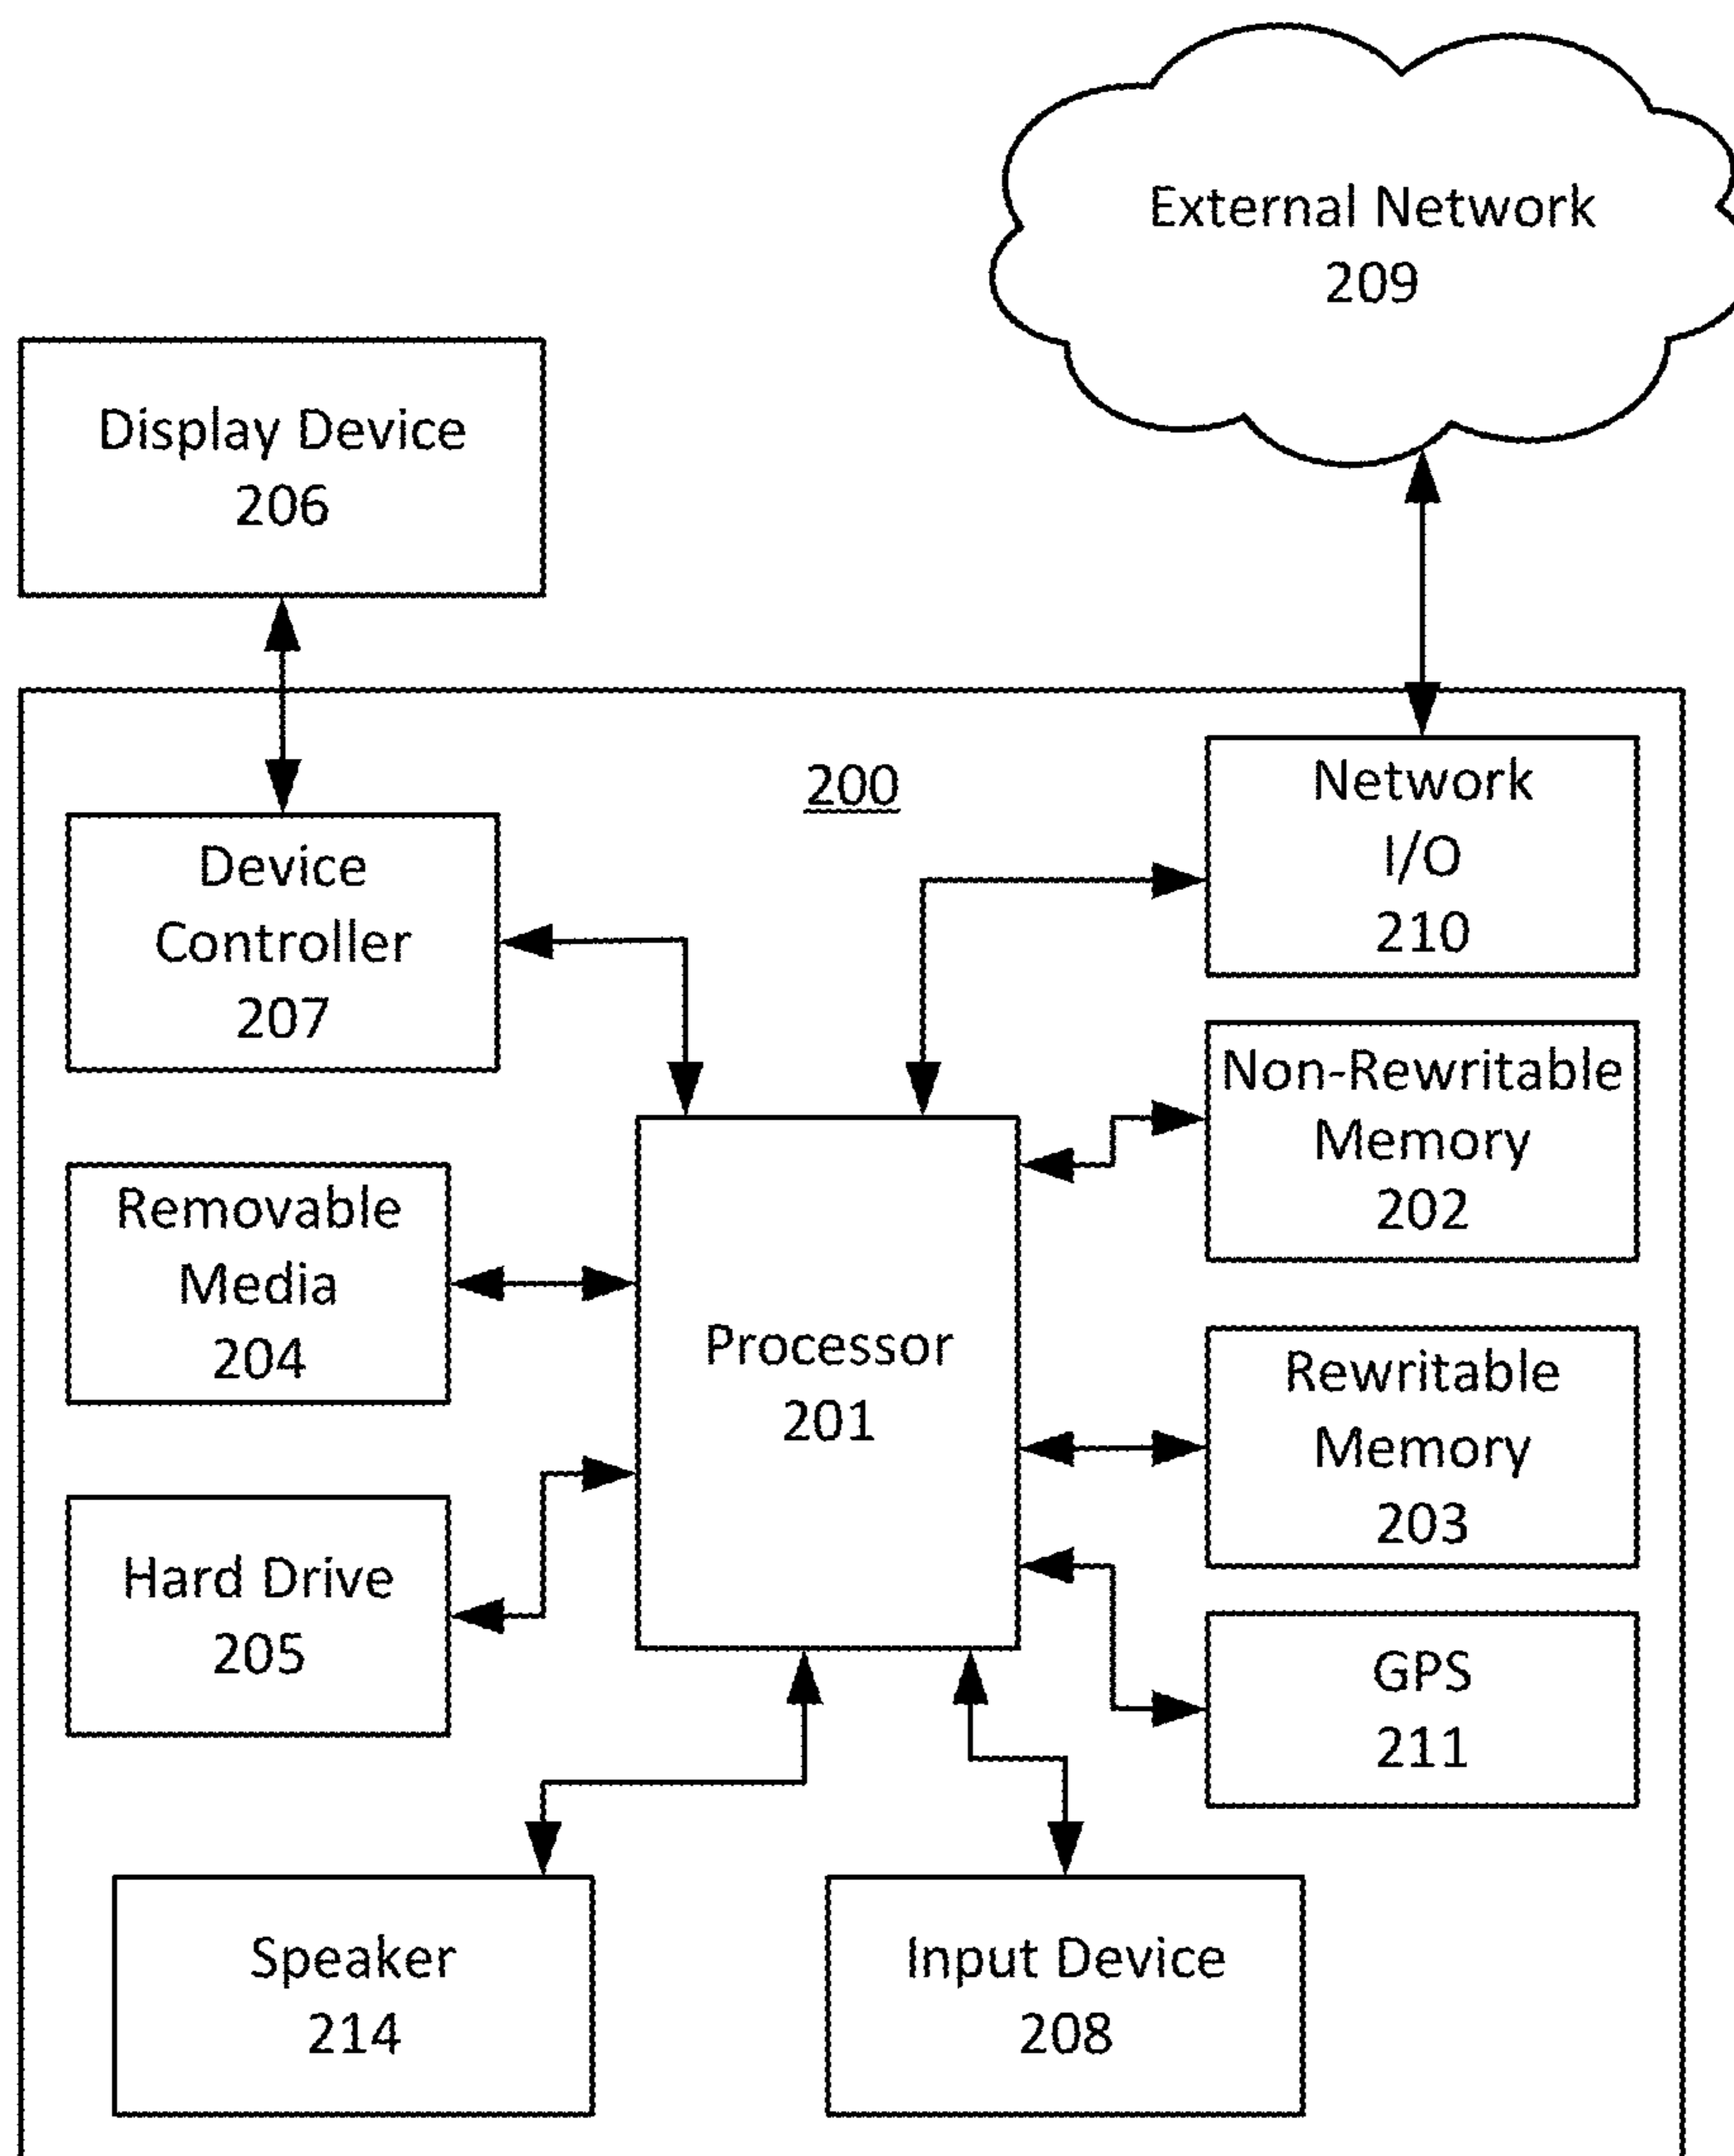 External Network
209
Display Device
206
200
Network
I/O
210
Device
Controller
207
Non-Rewritable
Memory
202
Removable
Media
204
Processor
201
Rewritable
Memory
203
Hard Drive
205
GPS
211
Speaker
214
Input Device
208